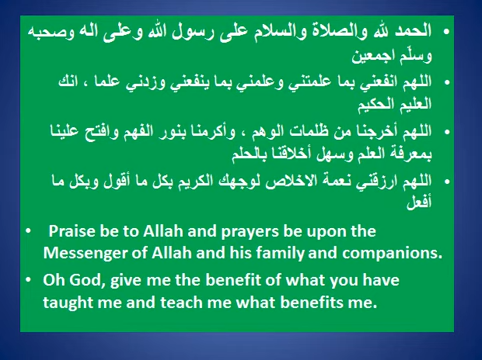 • الحمد لله والصلاة والسلام على رسول الله وعلى اله وصحبه
وسلّم اجمعين
• اللهم انفعني بما علمتني وعلمني بما ينفعني وزدني علما ، انك
العليم الحكيم
• اللهم أخرجنا من ظلمات الوهم ، وأكرمنا بنور الفهم وافتح علينا
بمعرفة العلم وسهل أخلاقنا بالحلم
• اللهم ارزقني نعمة الاخلاص لوجهك الكريم بكل ما أقول وبكل ما
أفعل
• Praise be to Allah and prayers be upon the
Messenger of Allah and his family and companions.
• Oh God, give me the benefit of what you have
taught me and teach me what benefits me.